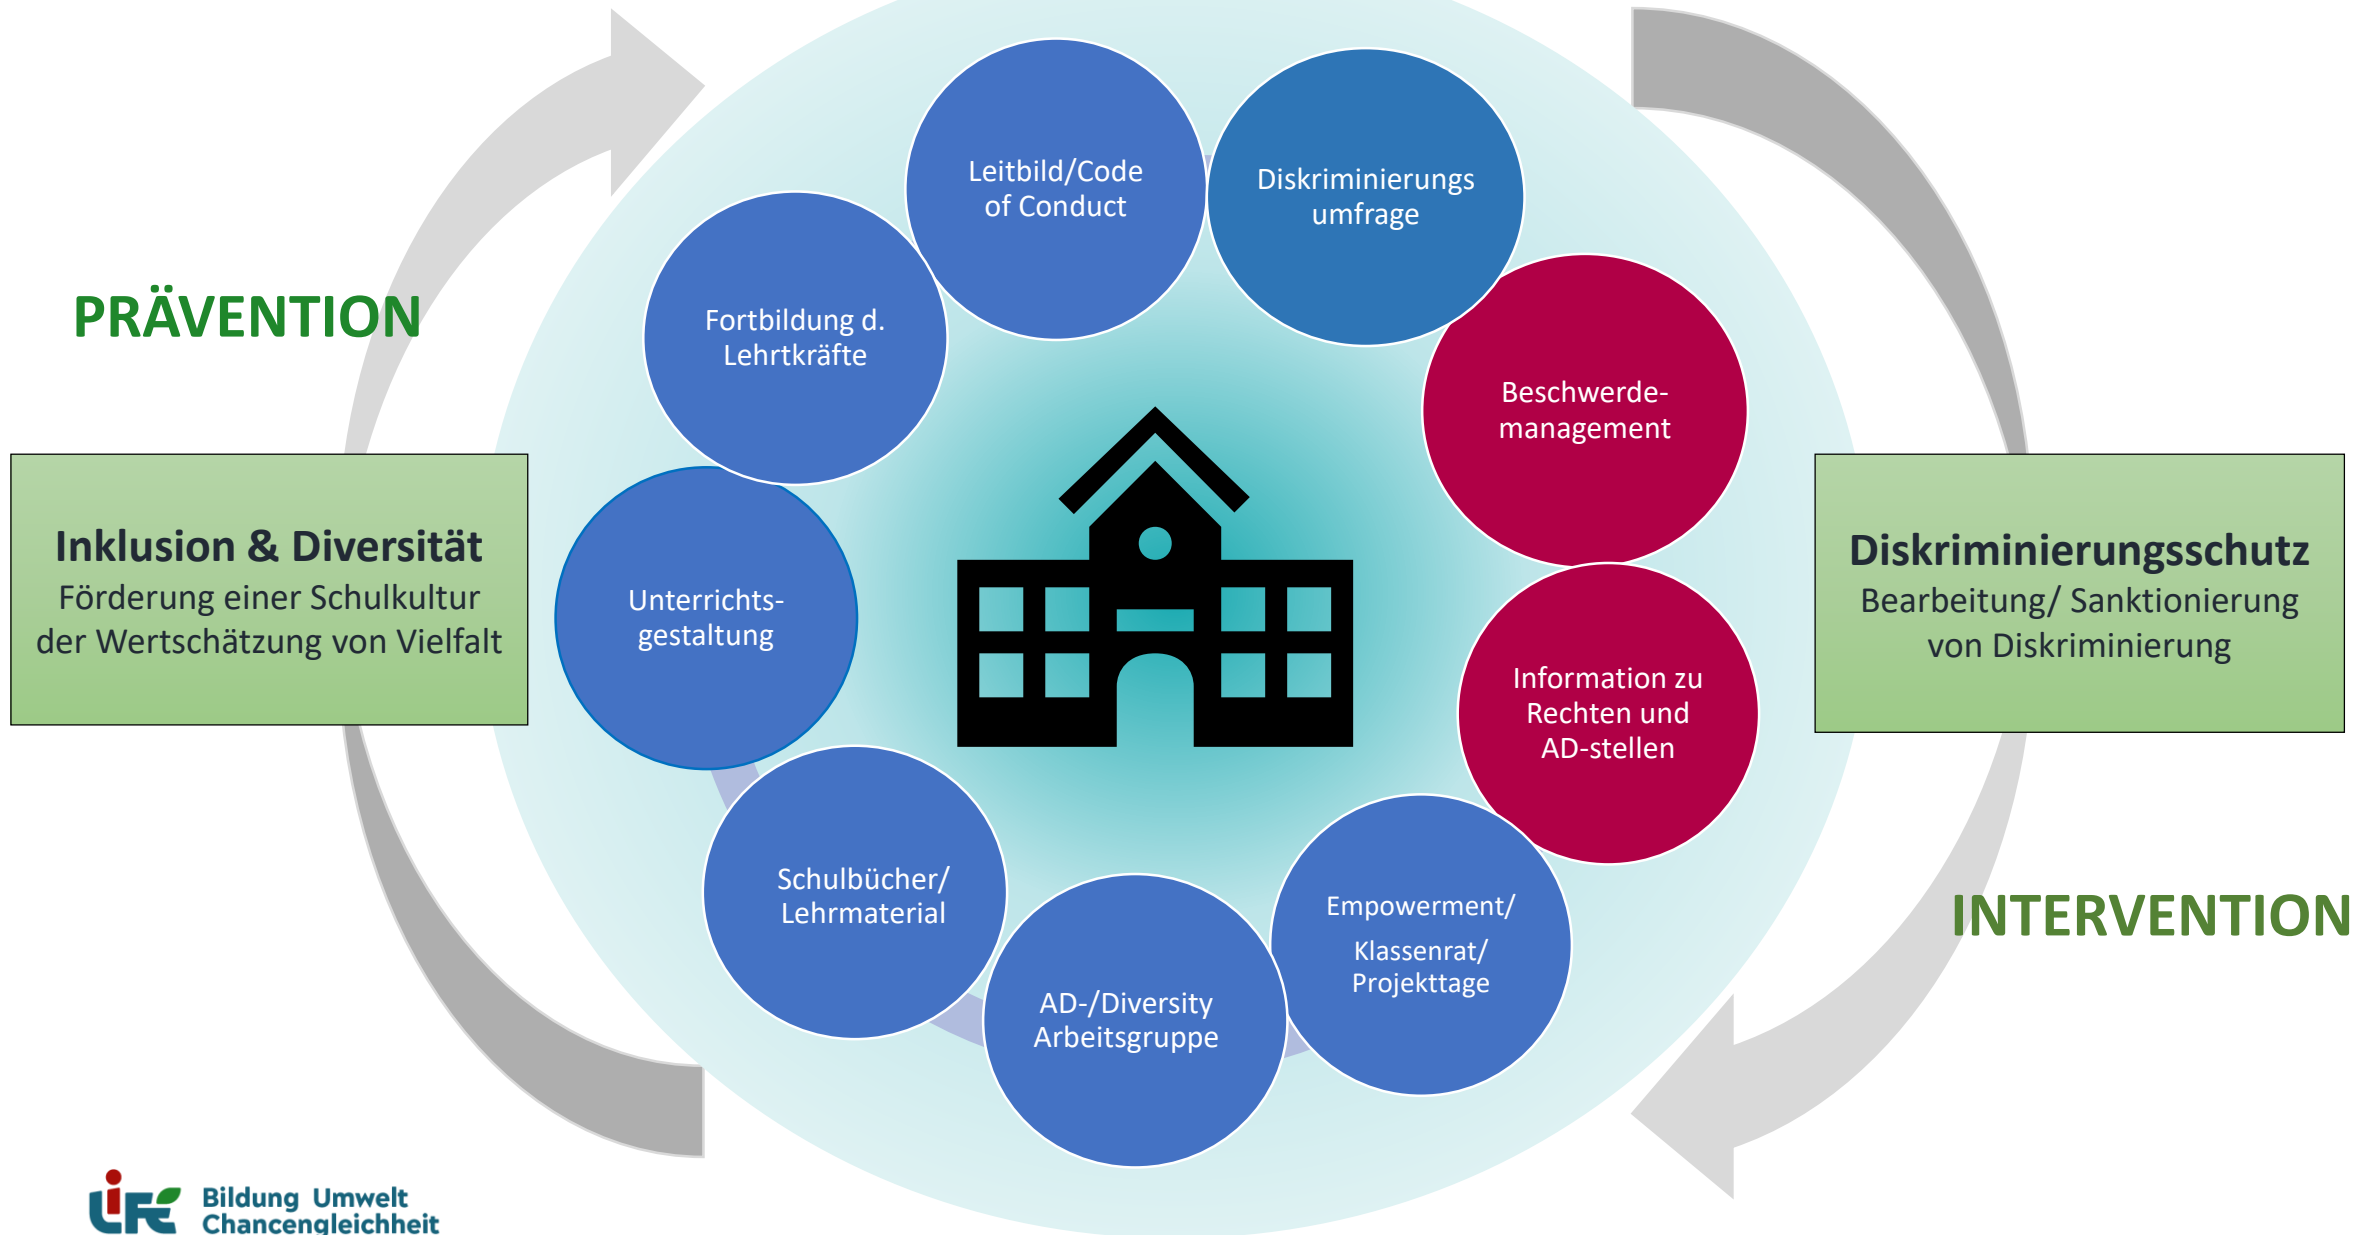 Leitbild/Code
of Conduct
Diskriminierungs
umfrage
PRÄVENTION
Fortbildung d.
Lehrtkräfte
Beschwerde-
management
Inklusion & Diversität
Förderung einer Schulkultur
der Wertschätzung von Vielfalt
Unterrichts-
gestaltung
Diskriminierungsschutz
Bearbeitung/ Sanktionierung
von Diskriminierung
Information zu
Rechten und
AD-stellen
Schulbücher/
Lehrmaterial
Empowerment/
Klassenrat/
Projekttage
INTERVENTION
AD-/Diversity
Arbeitsgruppe
LiFE
Bildung Umwelt
Chancengleichheit